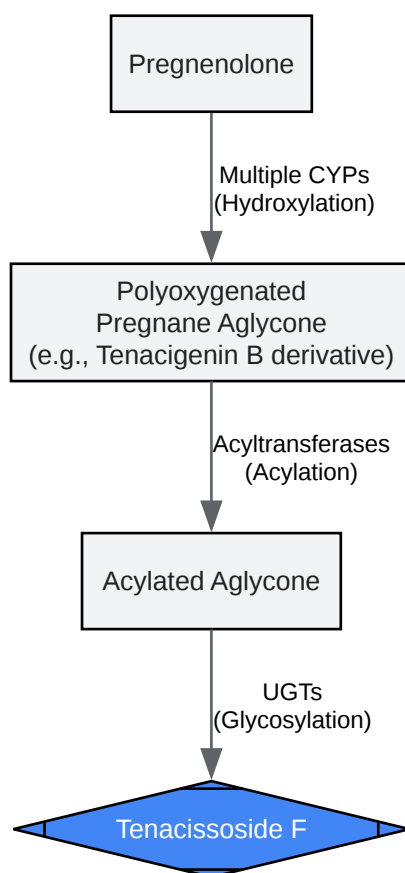 Pregnenolone
Multiple CYPs
(Hydroxylation)
Polyoxygenated
Pregnane Aglycone
(e.g., Tenacigenin B derivative)
Acyltransferases
(Acylation)
Acylated Aglycone
UGTs
(Glycosylation)
Tenacissoside F